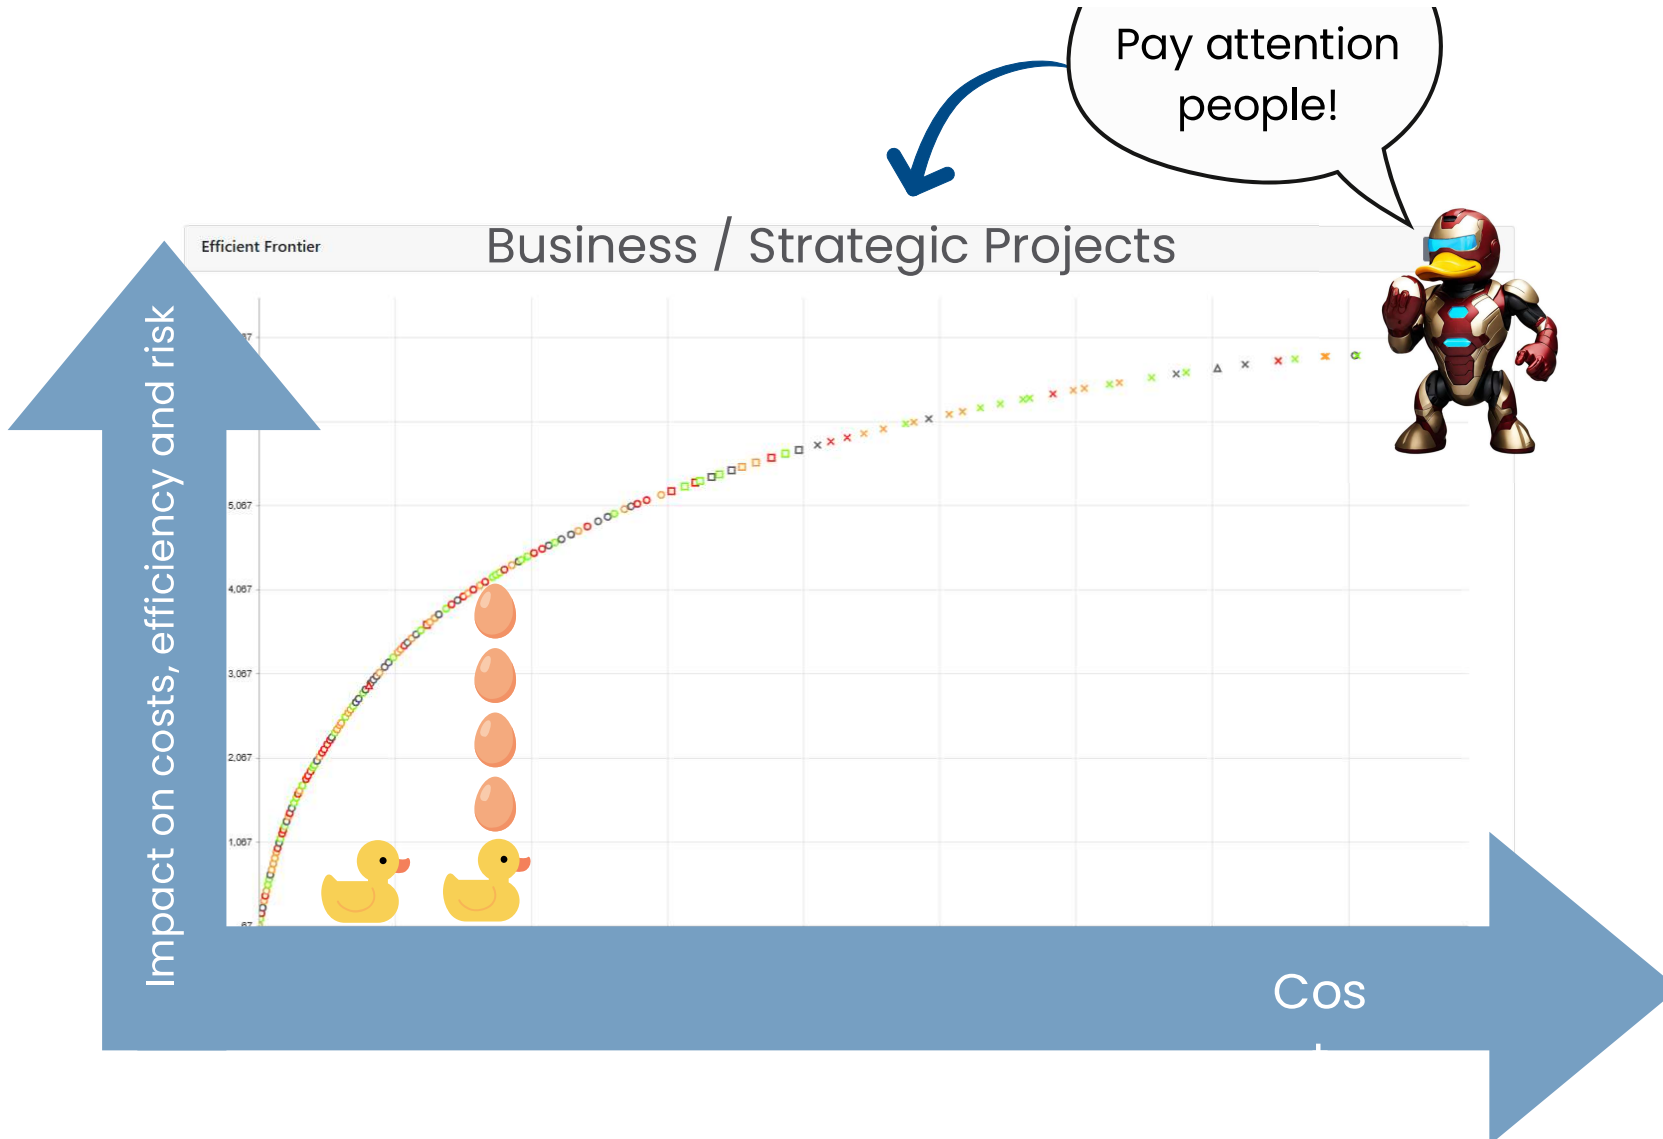 Pay attention
people!
Efficient Frontier
Business / Strategic Projects
Impact on costs, efficiency and risk
5,067
4,067
3,067
2,067
1,067
67
Cos